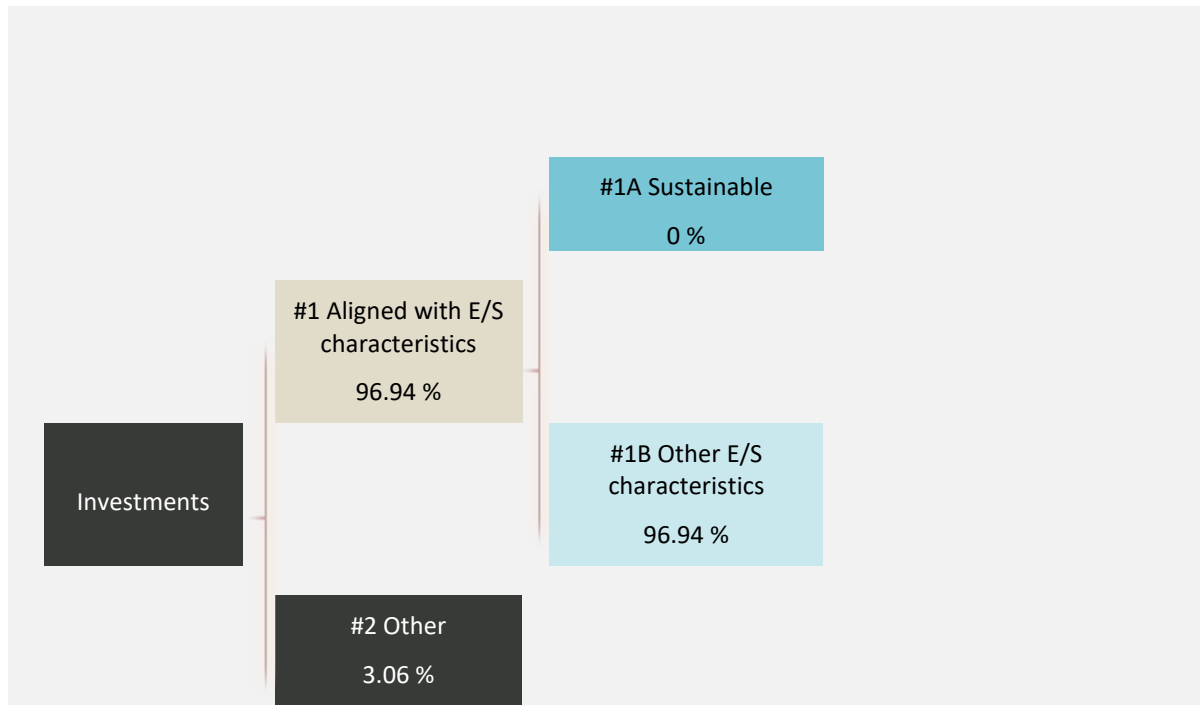 #1A Sustainable
0 %
#1 Aligned with E/S
characteristics
96.94 %
#1B Other E/S
characteristics
96.94 %
Investments
#2 Other
3.06 %